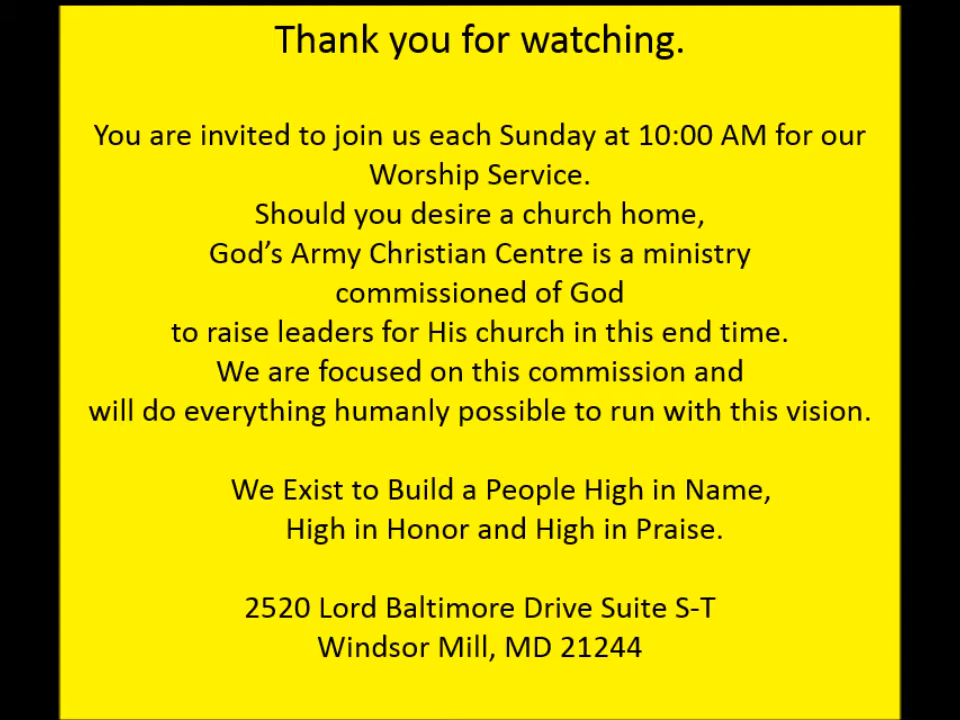 Thank you for watching.
You are invited to join us each Sunday at 10:00 AM for our
Worship Service.
Should you desire a church home,
God’s Army Christian Centre is a ministry
commissioned of God
to raise leaders for His church in this end time.
We are focused on this commission and
will do everything humanly possible to run with this vision.
We Exist to Build a People High in Name,
High in Honor and High in Praise.
2520 Lord Baltimore Drive Suite S-T
Windsor Mill, MD 21244